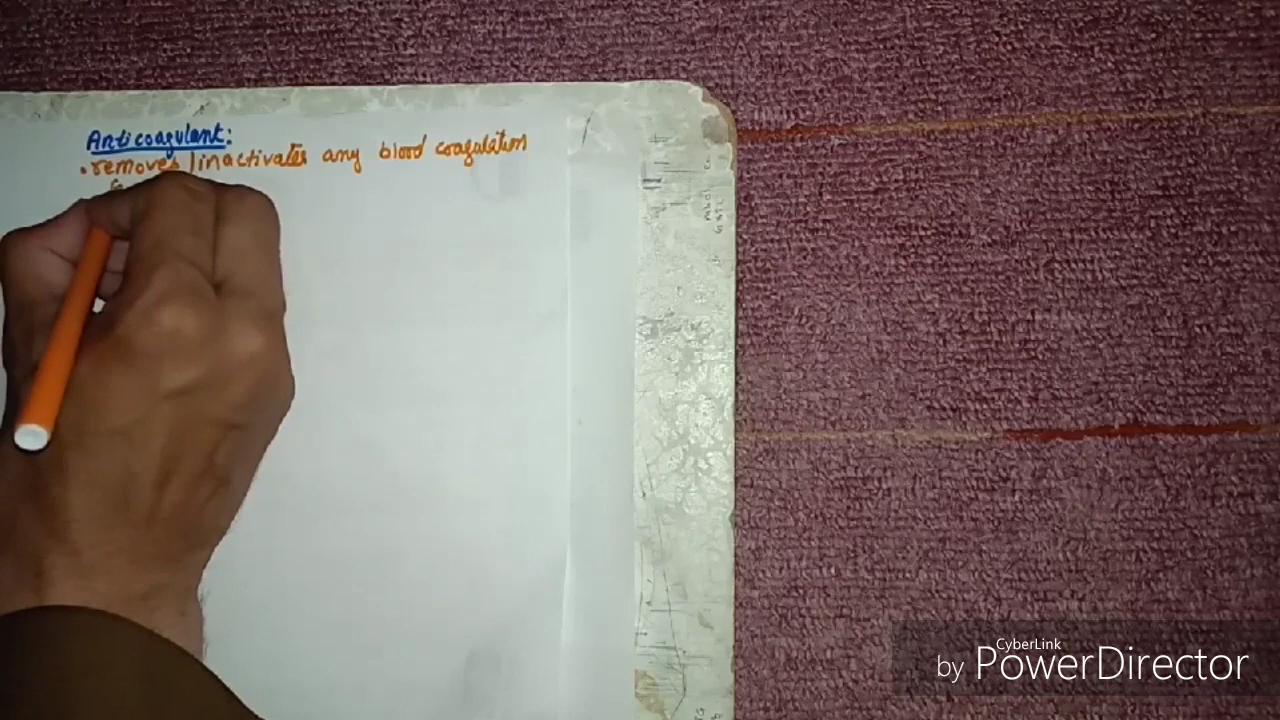 Anticoagulant:
• removes/inactivates any blood coagulation
CyberLink
by PowerDirector